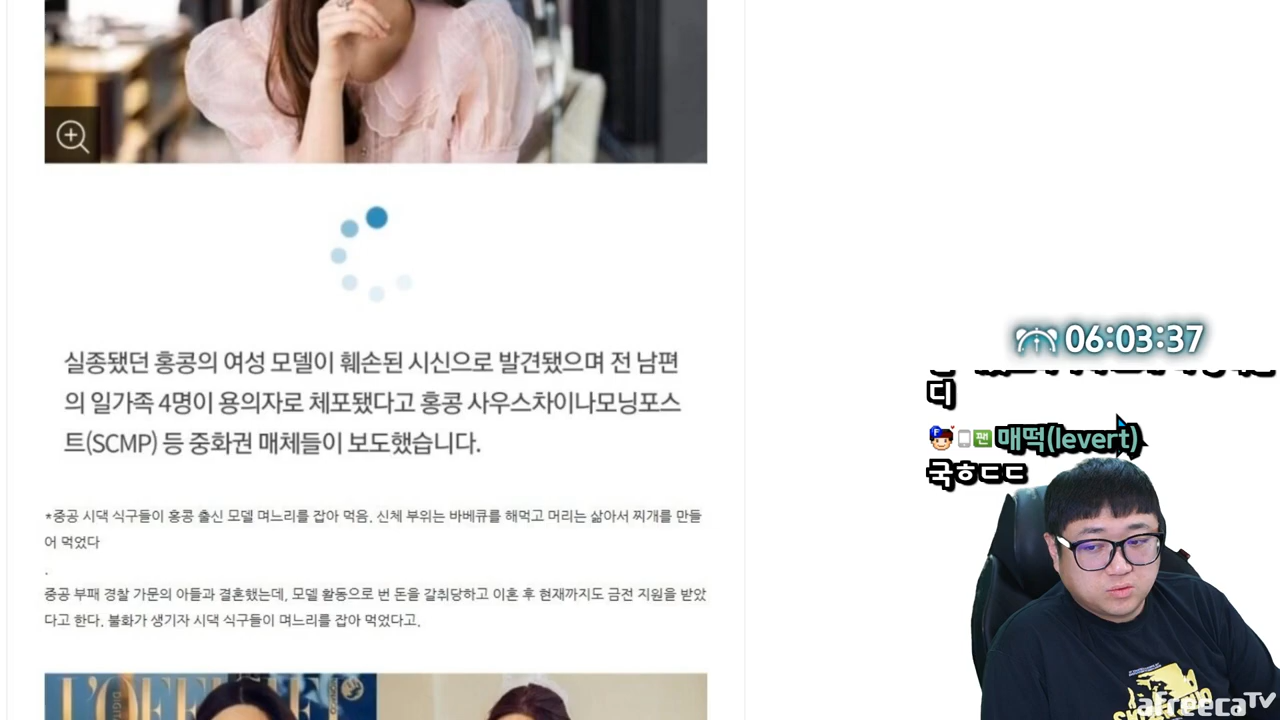 실종됐던 홍콩의 여성 모델이 훼손된 시신으로 발견됐으며 전 남편
의 일가족 4명이 용의자로 체포됐다고 홍콩 사우스차이나모닝포스
트(SCMP) 등 중화권 매체들이 보도했습니다.
*중공 시댁 식구들이 홍콩 출신 모델 며느리를 잡아 먹음. 신체 부위는 바베큐를 해먹고 머리는 삶아서 찌개를 만들
어 먹었다
.
중공 부패 경찰 가문의 아들과 결혼했는데, 모델 활동으로 번 돈을 갈취당하고 이혼 후 현재까지도 금전 지원을 받았
다고 한다. 불화가 생기자 시댁 식구들이 며느리를 잡아 먹었다고.
L'OFFICIEL
06:03:37
디
F 팬 매떡(levert)
국ㅎㄷㄷ
afreecaTV